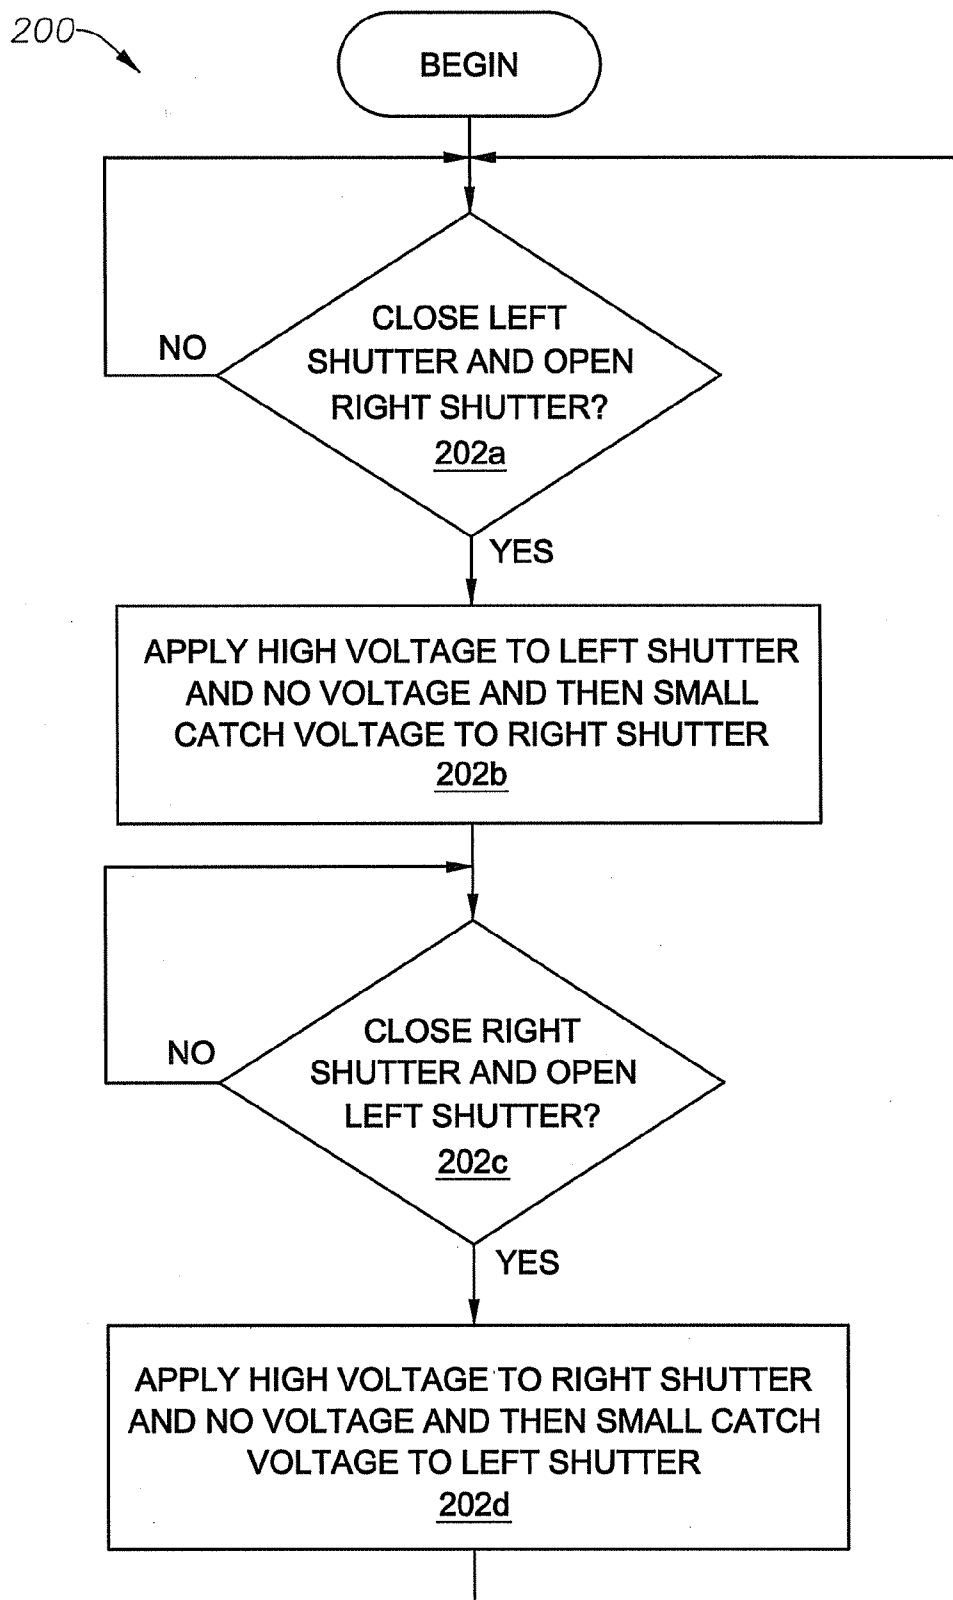 200
BEGIN
CLOSE LEFT
SHUTTER AND OPEN
RIGHT SHUTTER?
202a
NO
YES
APPLY HIGH VOLTAGE TO LEFT SHUTTER
AND NO VOLTAGE AND THEN SMALL
CATCH VOLTAGE TO RIGHT SHUTTER
202b
CLOSE RIGHT
SHUTTER AND OPEN
LEFT SHUTTER?
202c
NO
YES
APPLY HIGH VOLTAGE TO RIGHT SHUTTER
AND NO VOLTAGE AND THEN SMALL CATCH
VOLTAGE TO LEFT SHUTTER
202d